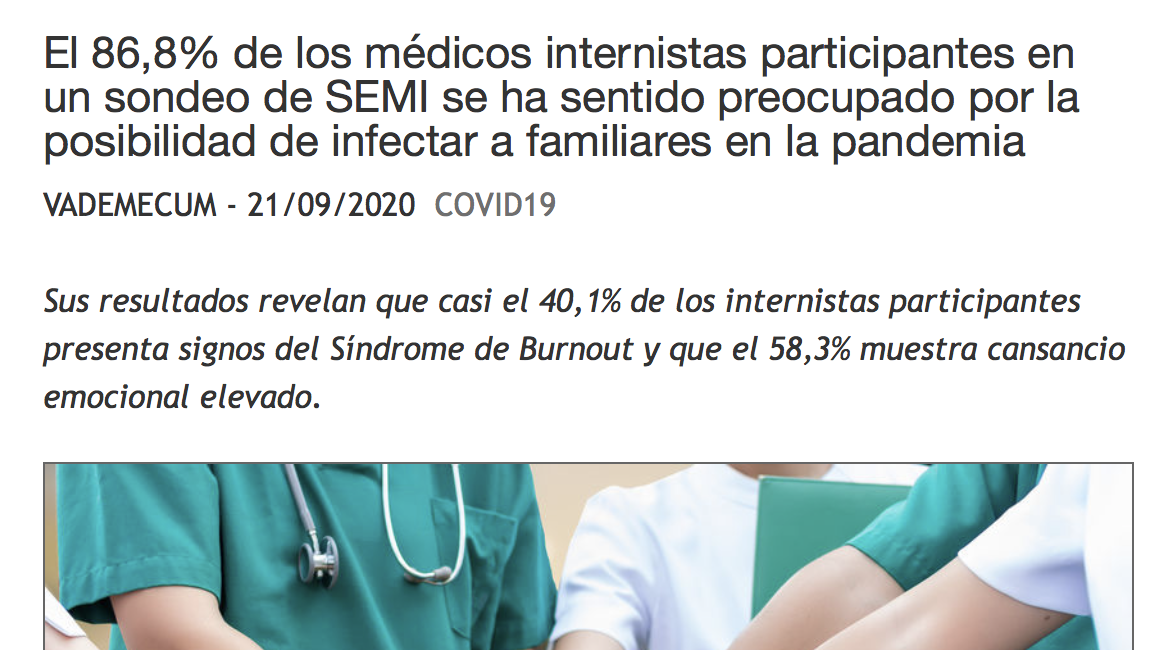 El 86,8% de los médicos internistas participantes en
un sondeo de SEMI se ha sentido preocupado por la
posibilidad de infectar a familiares en la pandemia
VADEMECUM - 21/09/2020 COVID19
Sus resultados revelan que casi el 40,1% de los internistas participantes
presenta signos del Síndrome de Burnout y que el 58,3% muestra cansancio
emocional elevado.